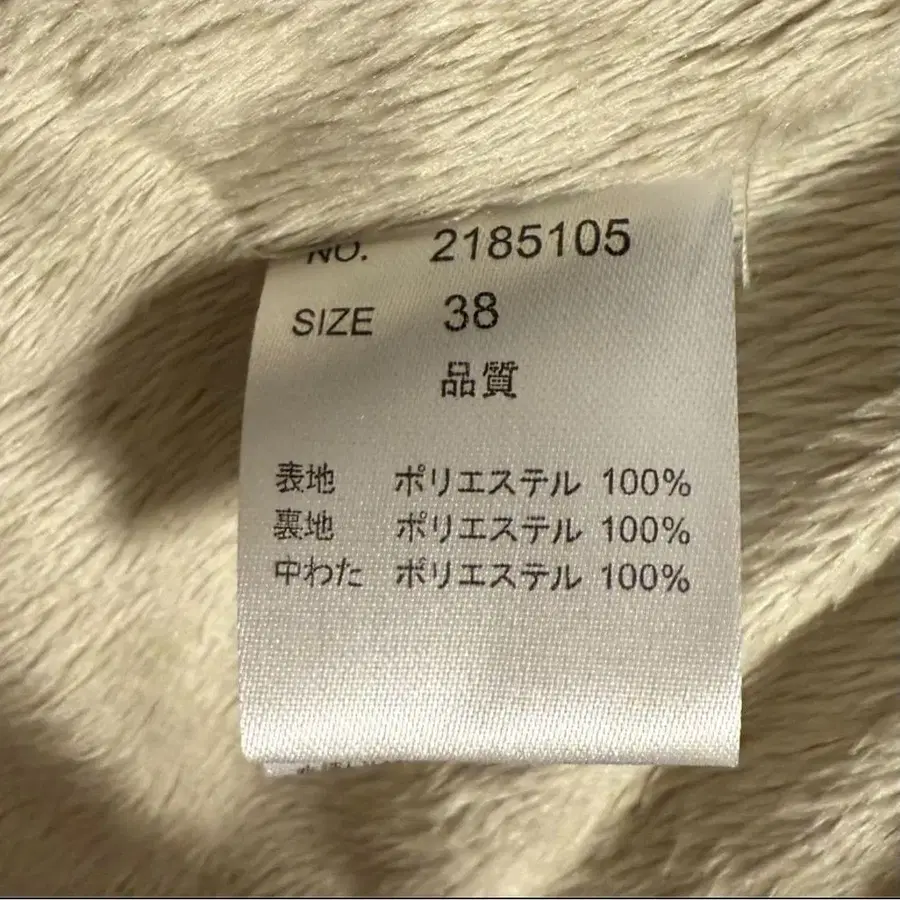 NO. 2185105
SIZE 38
品質
表地 ポリエステル 100%
裏地 ポリエステル 100%
中わた ポリエステル 100%